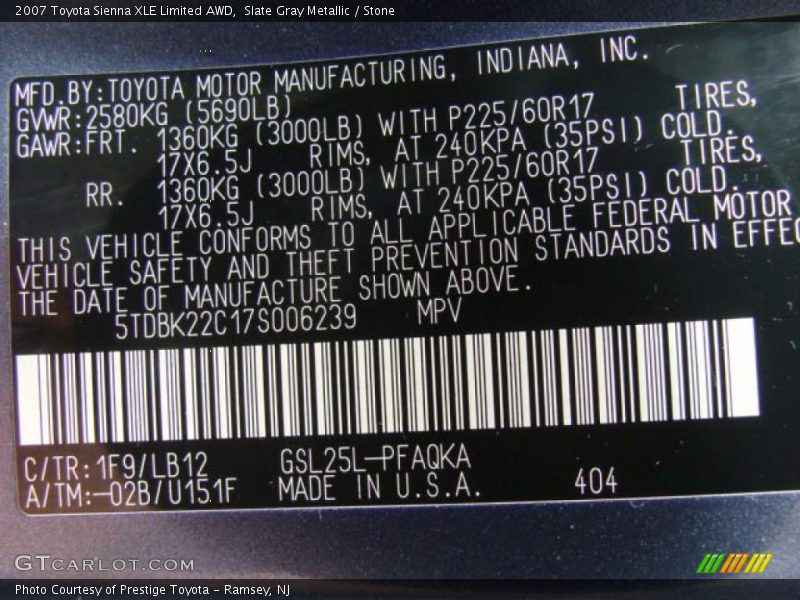 2007 Toyota Sienna XLE Limited AWD,  Slate Gray Metallic / Stone
MFD.BY:TOYOTA MOTOR MANUFACTURING, INDIANA, INC.
GVWR:2580KG (5690LB)
GAWR:FRT. 1360KG (3000LB) WITH P225/60R17 TIRES,
17X6.5J RIMS, AT 240KPA (35PSI) COLD.
RR. 1360KG (3000LB) WITH P225/60R17 TIRES,
17X6.5J RIMS, AT 240KPA (35PSI) COLD.
THIS VEHICLE CONFORMS TO ALL APPLICABLE FEDERAL MOTOR
VEHICLE SAFETY AND THEFT PREVENTION STANDARDS IN EFFEC
THE DATE OF MANUFACTURE SHOWN ABOVE.
5TDBK22C17S006239 MPV
C/TR:1F9/LB12 GSL25L-PFAQKA
A/TM:-02B/U151F MADE IN U.S.A. 404
GTCARLOT.COM
Photo Courtesy of Prestige Toyota - Ramsey, NJ